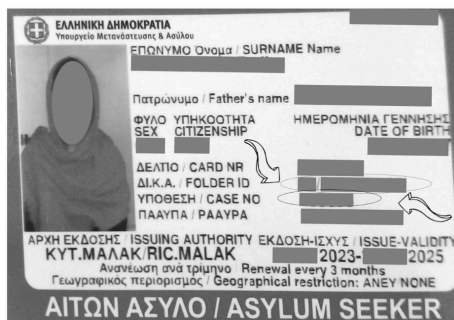 ΕΛΛΗΝΙΚΗ ΔΗΜΟΚΡΑΤΙΑ
Υπουργείο Μετανάστευσης & Ασύλου
ΕΠΩΝΥΜΟ Όνομα / SURNAME Name
Πατρώνυμο / Father's name
ΦΥΛΟ ΥΠΗΚΟΟΤΗΤΑ ΗΜΕΡΟΜΗΝΙΑ ΓΕΝΝΗΣΗΣ
SEX CITIZENSHIP DATE OF BIRTH
ΔΕΛΤΙΟ / CARD NR
ΔΙ.Κ.Α. / FOLDER ID /
ΥΠΟΘΕΣΗ / CASE NO
ΠΑΑΥΠΑ / PAAYPA
ΑΡΧΗ ΕΚΔΟΣΗΣ / ISSUING AUTHORITY ΕΚΔΟΣΗ-ΙΣΧΥΣ / ISSUE-VALIDITY
ΚΥΤ.ΜΑΛΑΚ/RIC.MALAK 2023- 2025
Ανανέωση ανά τρίμηνο Renewal every 3 months
Γεωγραφικός περιορισμός / Geographical restriction: ΑΝΕΥ NONE
ΑΙΤΩΝ ΑΣΥΛΟ / ASYLUM SEEKER